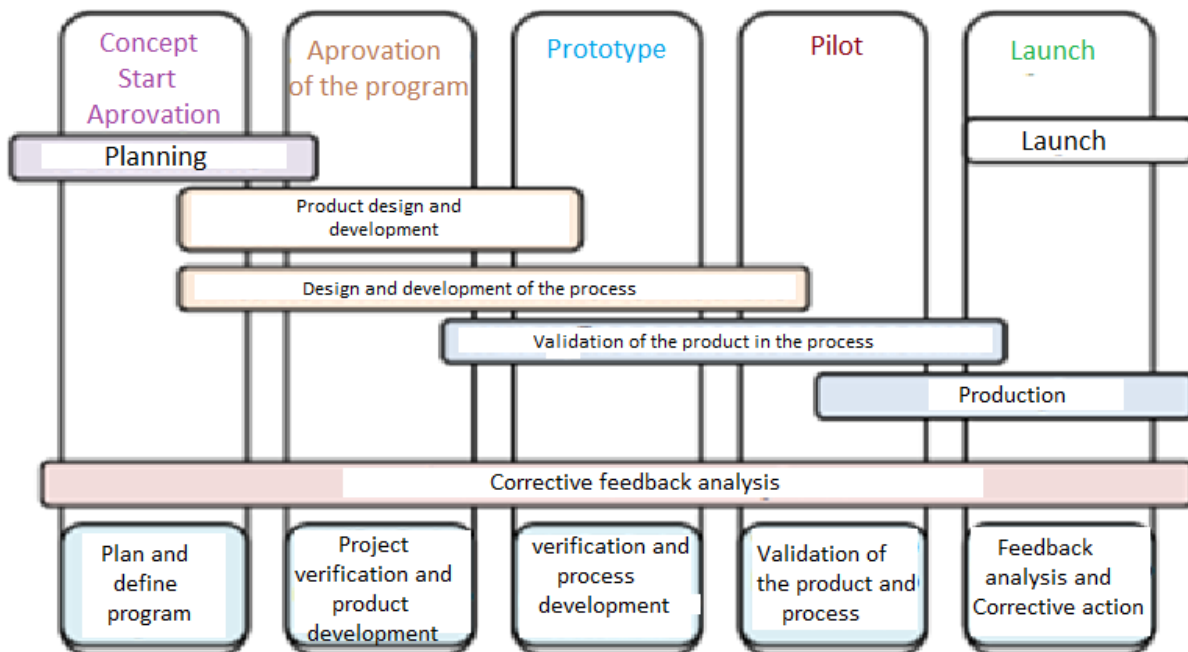 Concept
Start
Aprovation
Aprovation
of the program
Prototype
Pilot
Launch
Planning
Launch
Product design and
development
Design and development of the process
Validation of the product in the process
Production
Corrective feedback analysis
Plan and
define
program
Project
verification and
product
development
verification and
process
development
Validation of
the product and
process
Feedback
analysis and
Corrective action